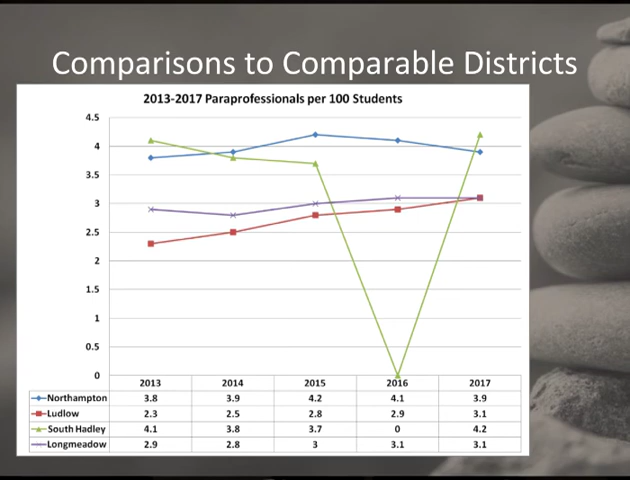 Comparisons to Comparable Districts
2013-2017 Paraprofessionals per 100 Students
4.5
4
3.5
3
2.5
2
1.5
1
0.5
0
2013 2014 2015 2016 2017
Northampton 3.8 3.9 4.2 4.1 3.9
Ludlow 2.3 2.5 2.8 2.9 3.1
South Hadley 4.1 3.8 3.7 0 4.2
Longmeadow 2.9 2.8 3 3.1 3.1